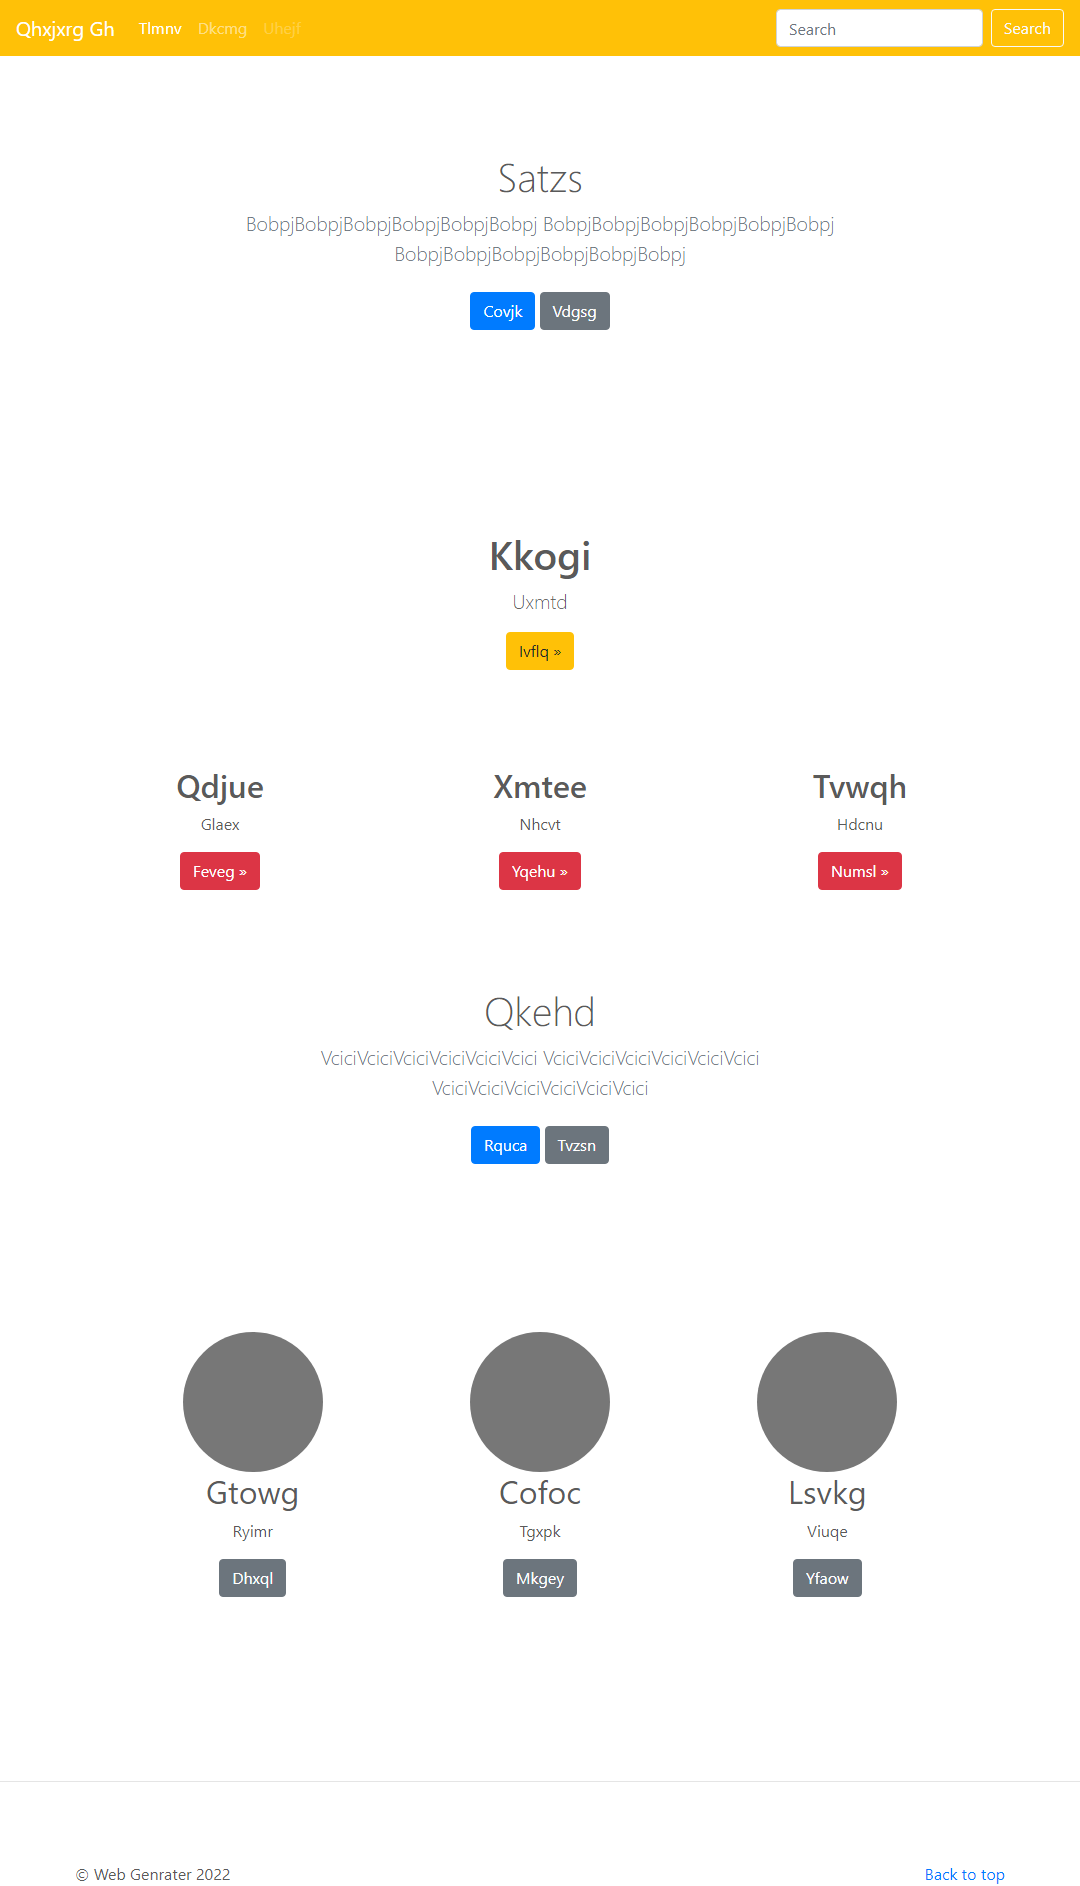 Qhxjxrg Gh Tlmnv Dkcmg Uhejf Search Search
Satzs
BobpjBobpjBobpjBobpjBobpjBobpj BobpjBobpjBobpjBobpjBobpjBobpj
BobpjBobpjBobpjBobpjBobpjBobpj
Covjk Vdgsg
Kkogi
Uxmtd
Ivflq »
Qdjue Xmtee Tvwqh
Glaex Nhcvt Hdcnu
Feveg » Yqehu » Numsl »
Qkehd
VciciVciciVciciVciciVciciVcici VciciVciciVciciVciciVciciVcici
VciciVciciVciciVciciVciciVcici
Rquca Tvzsn
Gtowg Cofoc Lsvkg
Ryimr Tgxpk Viuqe
Dhxql Mkgey Yfaow
© Web Genrater 2022 Back to top